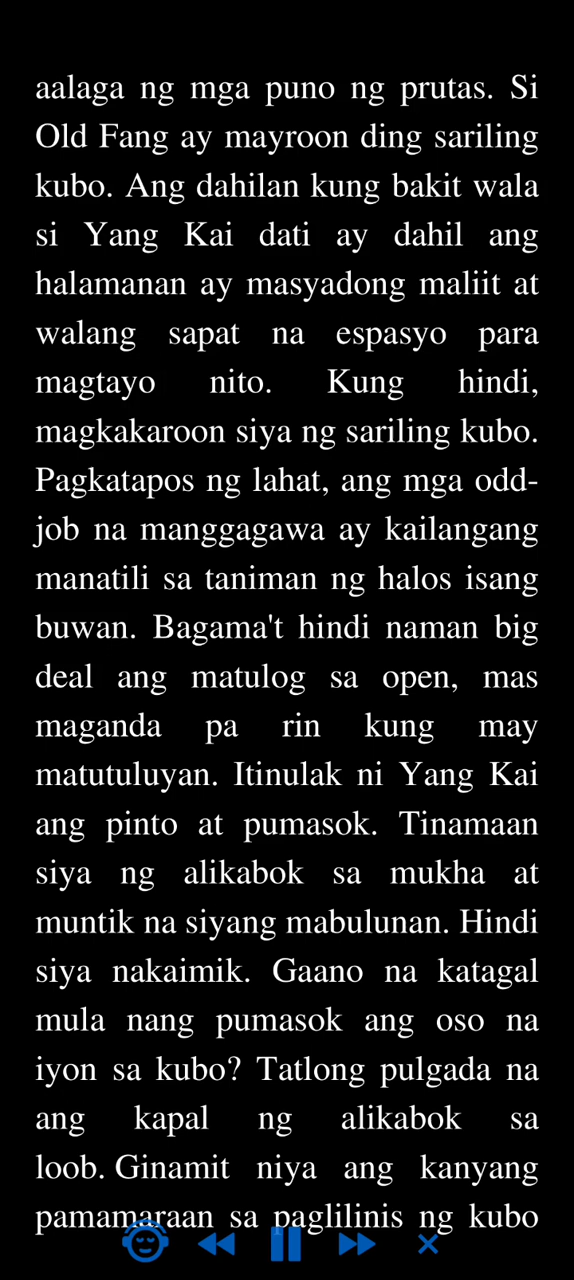 aalaga ng mga puno ng prutas. Si
Old Fang ay mayroon ding sariling
kubo. Ang dahilan kung bakit wala
si Yang Kai dati ay dahil ang
halamanan ay masyadong maliit at
walang sapat na espasyo para
magtayo nito. Kung hindi,
magkakaroon siya ng sariling kubo.
Pagkatapos ng lahat, ang mga odd-
job na manggagawa ay kailangang
manatili sa taniman ng halos isang
buwan. Bagama't hindi naman big
deal ang matulog sa open, mas
maganda pa rin kung may
matutuluyan. Itinulak ni Yang Kai
ang pinto at pumasok. Tinamaan
siya ng alikabok sa mukha at
muntik na siyang mabulunan. Hindi
siya nakaimik. Gaano na katagal
mula nang pumasok ang oso na
iyon sa kubo? Tatlong pulgada na
ang kapal ng alikabok sa
loob. Ginamit niya ang kanyang
pamamaraan sa paglilinis ng kubo